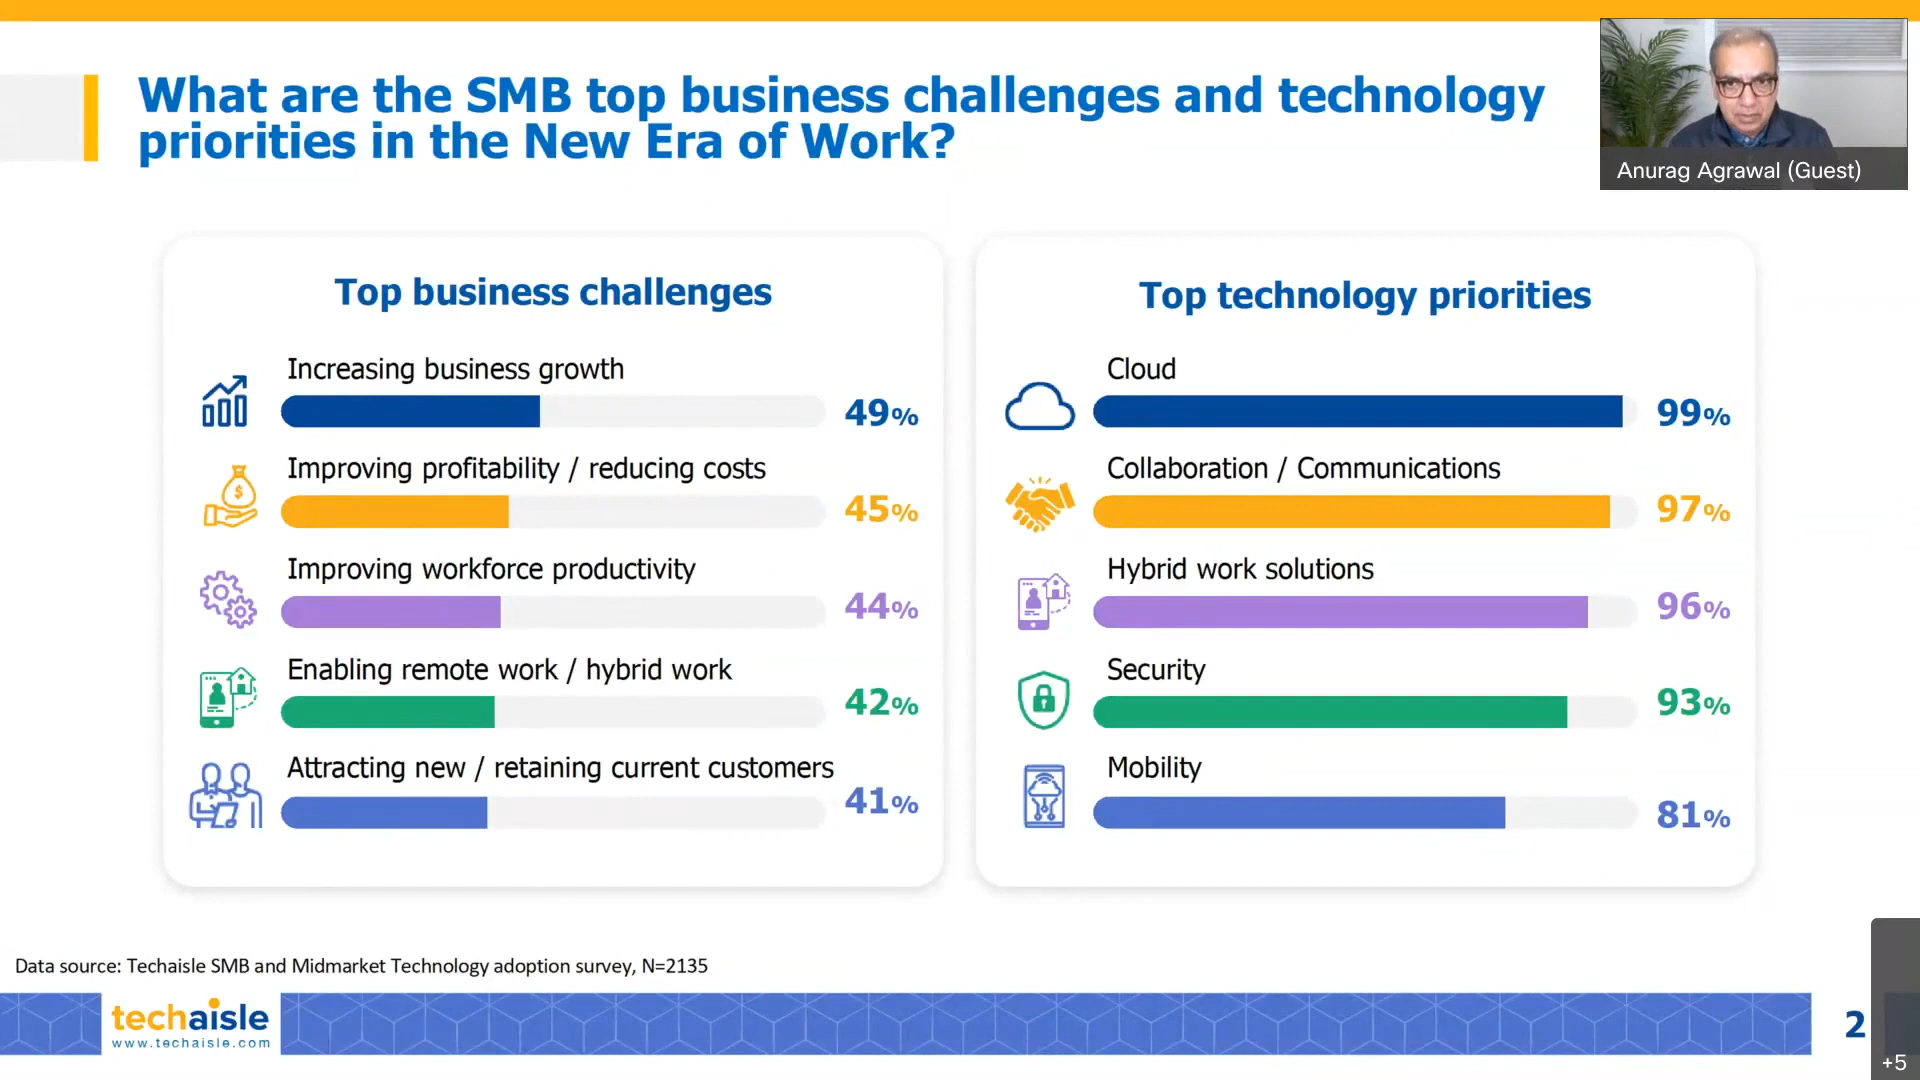 What are the SMB top business challenges and technology
priorities in the New Era of Work?
Anurag Agrawal (Guest)
Top business challenges
Increasing business growth
49%
Improving profitability / reducing costs
$
45%
Improving workforce productivity
44%
Enabling remote work / hybrid work
42%
Attracting new / retaining current customers
41%
Top technology priorities
Cloud
99%
Collaboration / Communications
97%
Hybrid work solutions
96%
Security
93%
Mobility
81%
Data source: Techaisle SMB and Midmarket Technology adoption survey, N=2135
techaisle
www.techaisle.com
2
+5